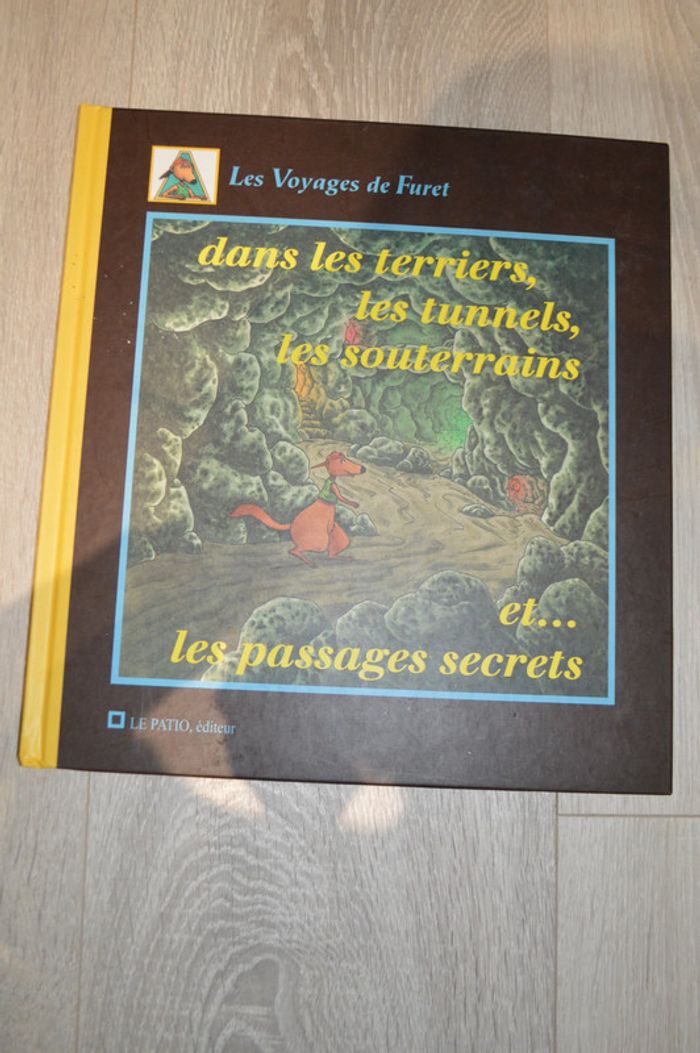 Les Voyages de Furet
dans les terriers,
les tunnels,
les souterrains
et...
les passages secrets
LE PATIO, éditeur